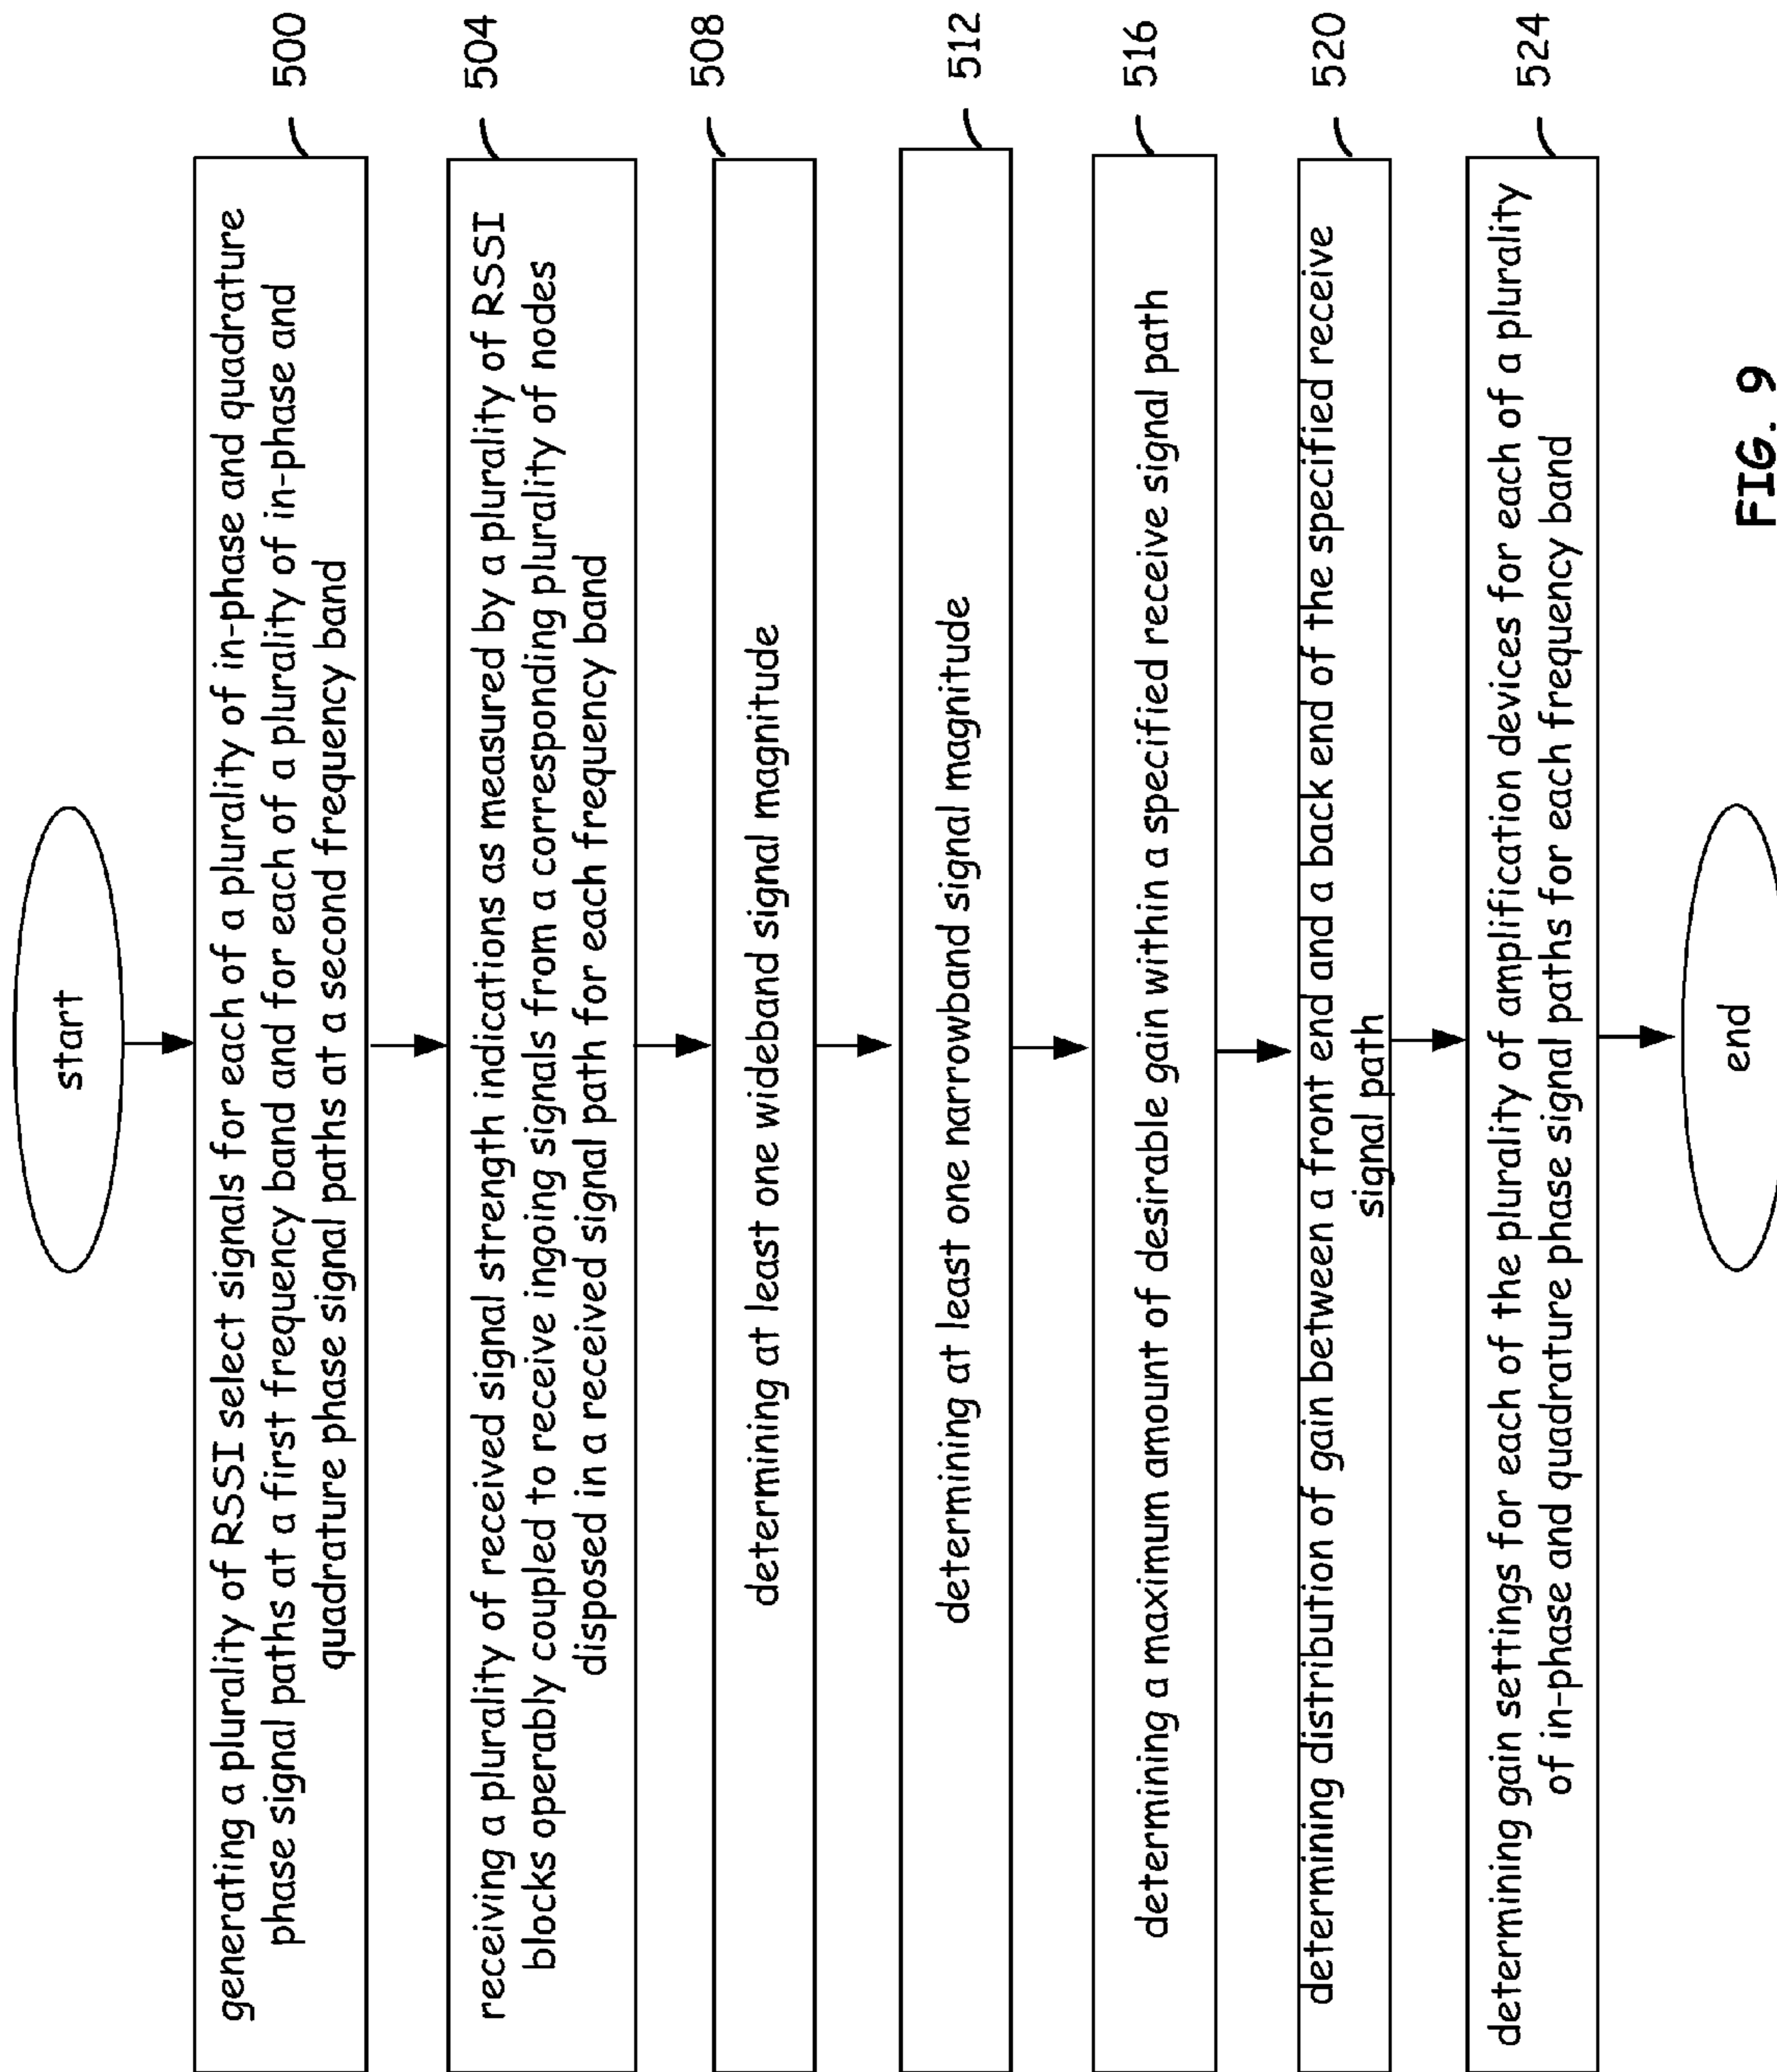 start
generating a plurality of RSSI select signals for each of a plurality of in-phase and quadrature
phase signal paths at a first frequency band and for each of a plurality of in-phase and
quadrature phase signal paths at a second frequency band
500
receiving a plurality of received signal strength indications as measured by a plurality of RSSI
blocks operably coupled to receive ingoing signals from a corresponding plurality of nodes
disposed in a received signal path for each frequency band
504
determining at least one wideband signal magnitude
508
determining at least one narrowband signal magnitude
512
determining a maximum amount of desirable gain within a specified receive signal path
516
determining distribution of gain between a front end and a back end of the specified receive
signal path
520
determining gain settings for each of the plurality of amplification devices for each of a plurality
of in-phase and quadrature phase signal paths for each frequency band
524
end
FIG. 9